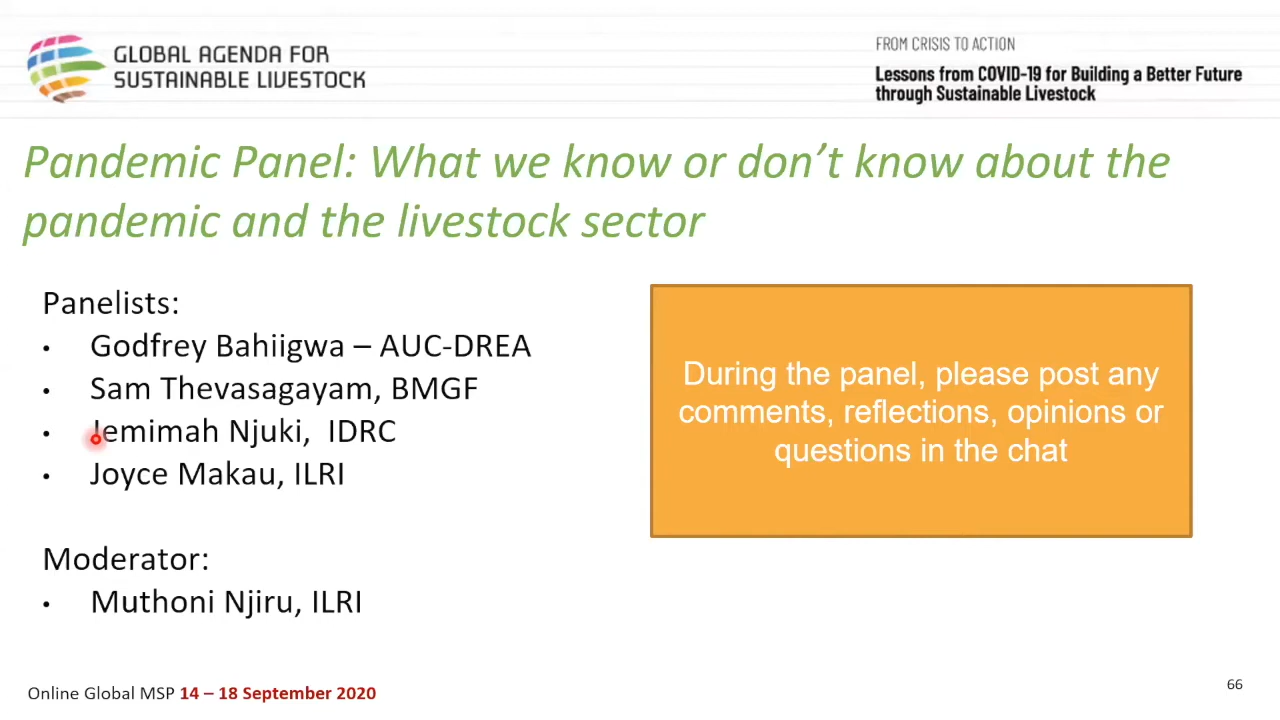 GLOBAL AGENDA FOR
SUSTAINABLE LIVESTOCK
FROM CRISIS TO ACTION
Lessons from COVID-19 for Building a Better Future
through Sustainable Livestock
Pandemic Panel: What we know or don’t know about the
pandemic and the livestock sector
Panelists:
• Godfrey Bahiigwa – AUC-DREA
• Sam Thevasagayam, BMGF
• Jemimah Njuki, IDRC
• Joyce Makau, ILRI
Moderator:
• Muthoni Njiru, ILRI
During the panel, please post any
comments, reflections, opinions or
questions in the chat
Online Global MSP 14 – 18 September 2020
66